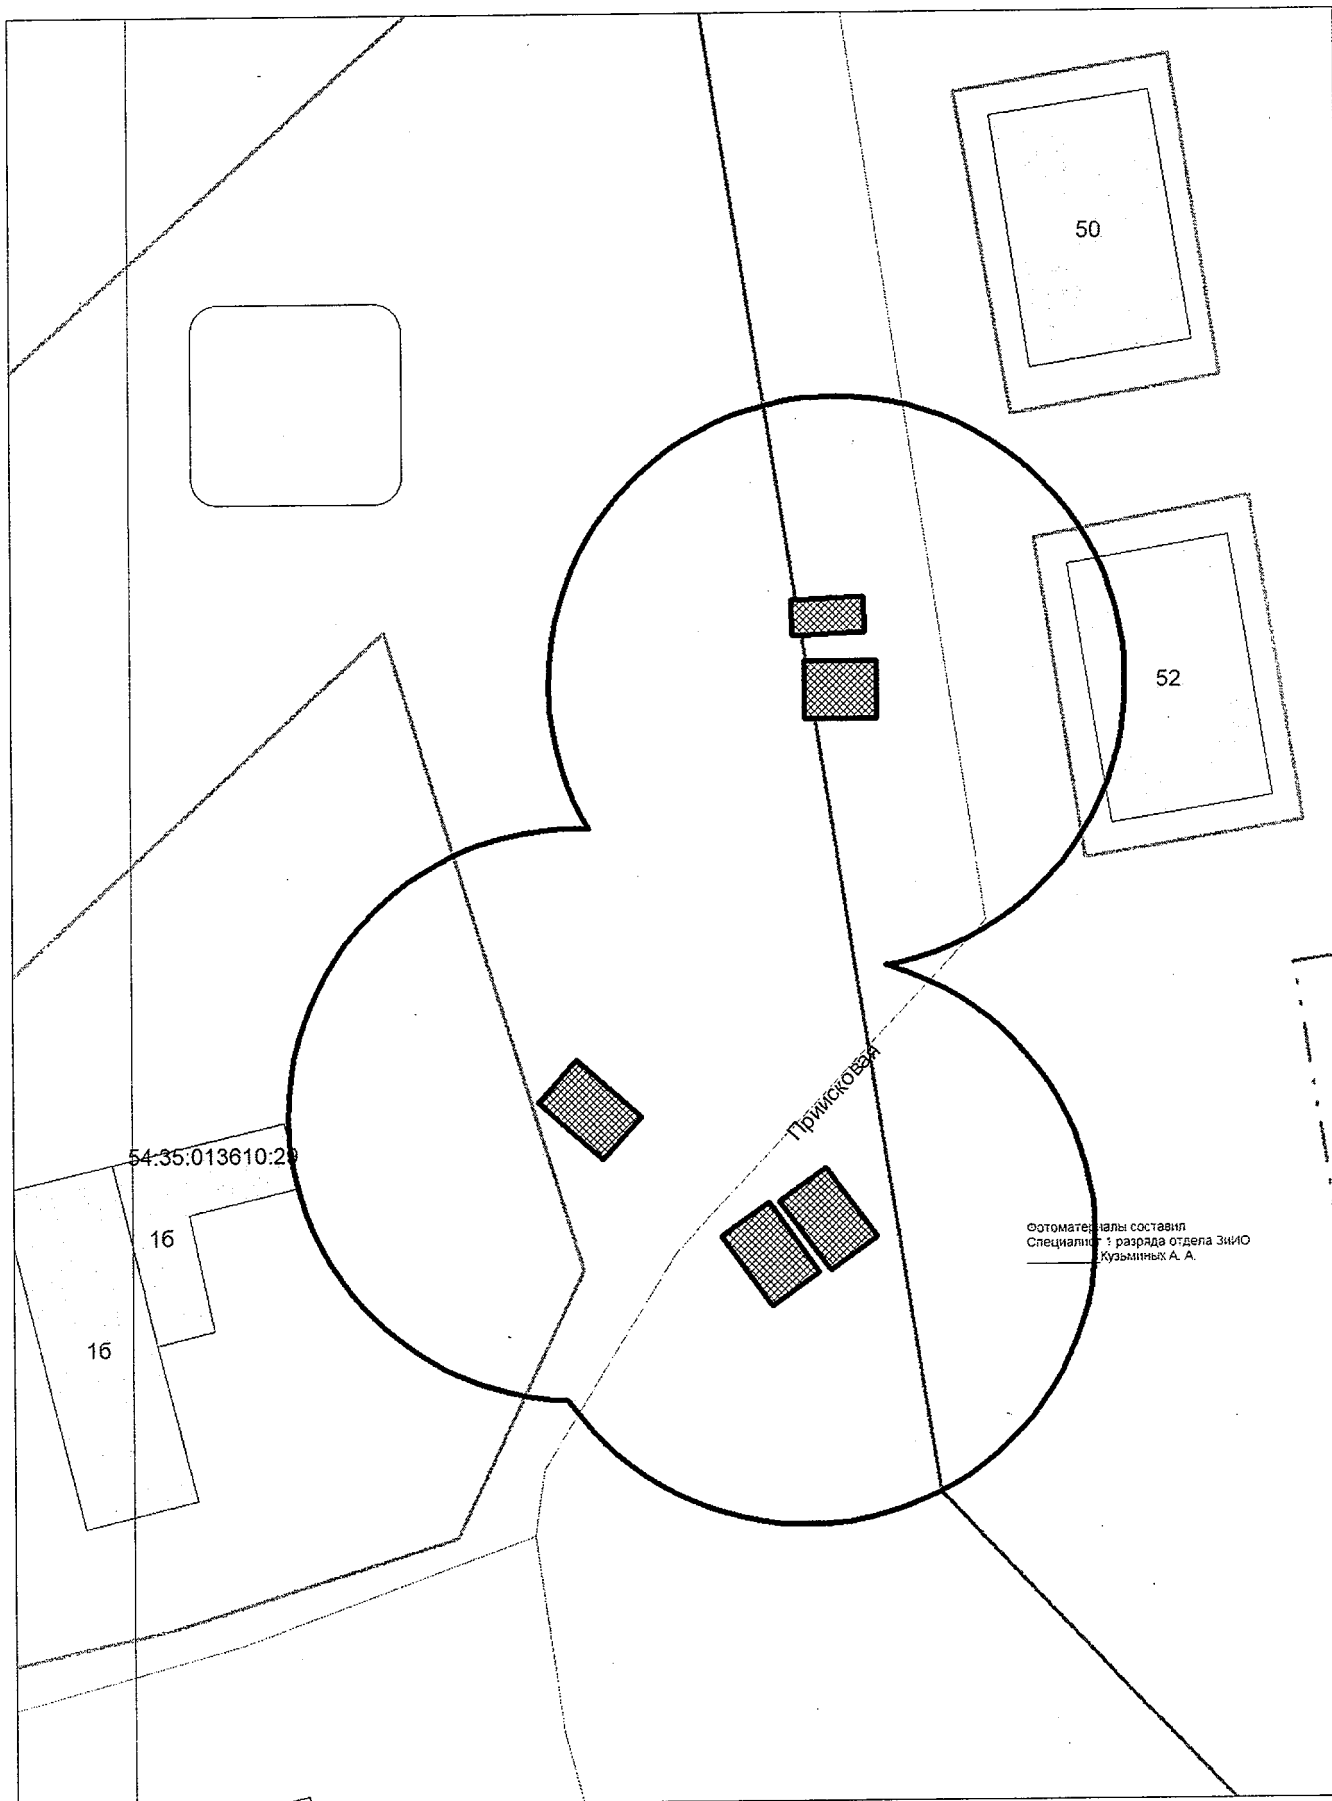 50
52
Приисковая
54:35:013610:29
16
16
Фотоматериалы составил
Специалист 1 разряда отдела ЗиИО
Кузьминых А. А.